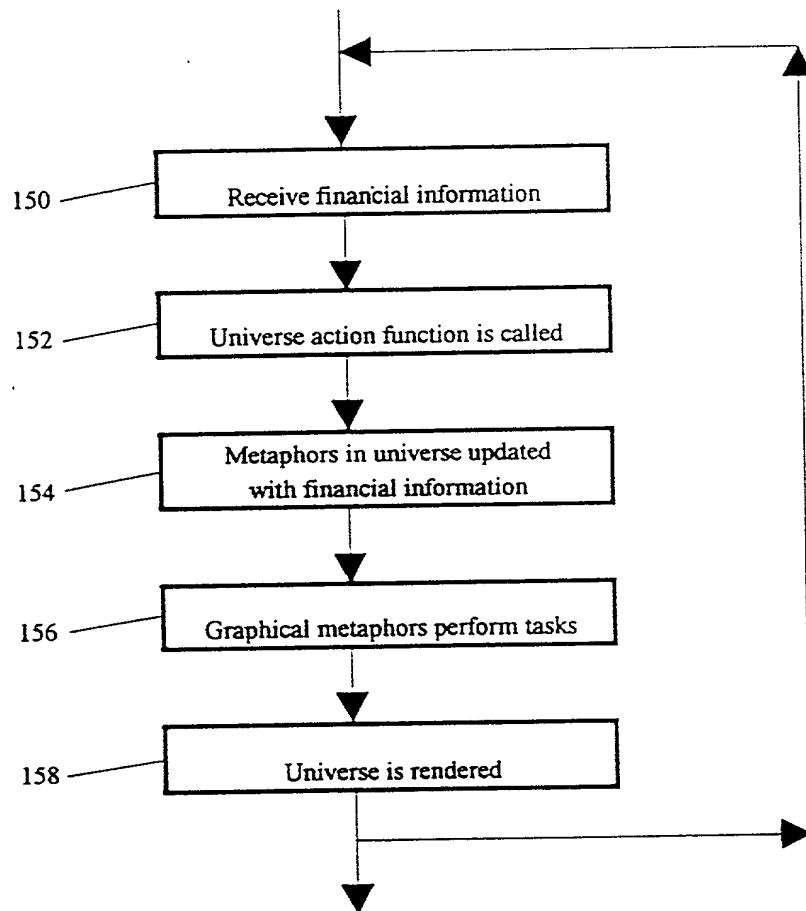 150
Receive financial information
152
Universe action function is called
154
Metaphors in universe updated
with financial information
156
Graphical metaphors perform tasks
158
Universe is rendered